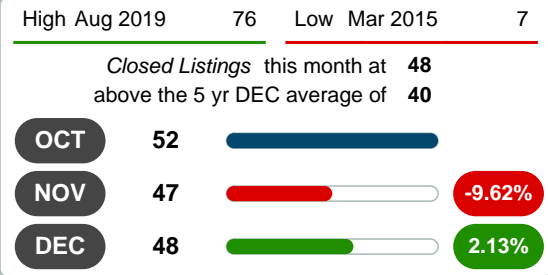 High Aug 2019 76 Low Mar 2015 7
Closed Listings this month at 48
above the 5 yr DEC average of 40
OCT 52
NOV 47 -9.62%
DEC 48 2.13%